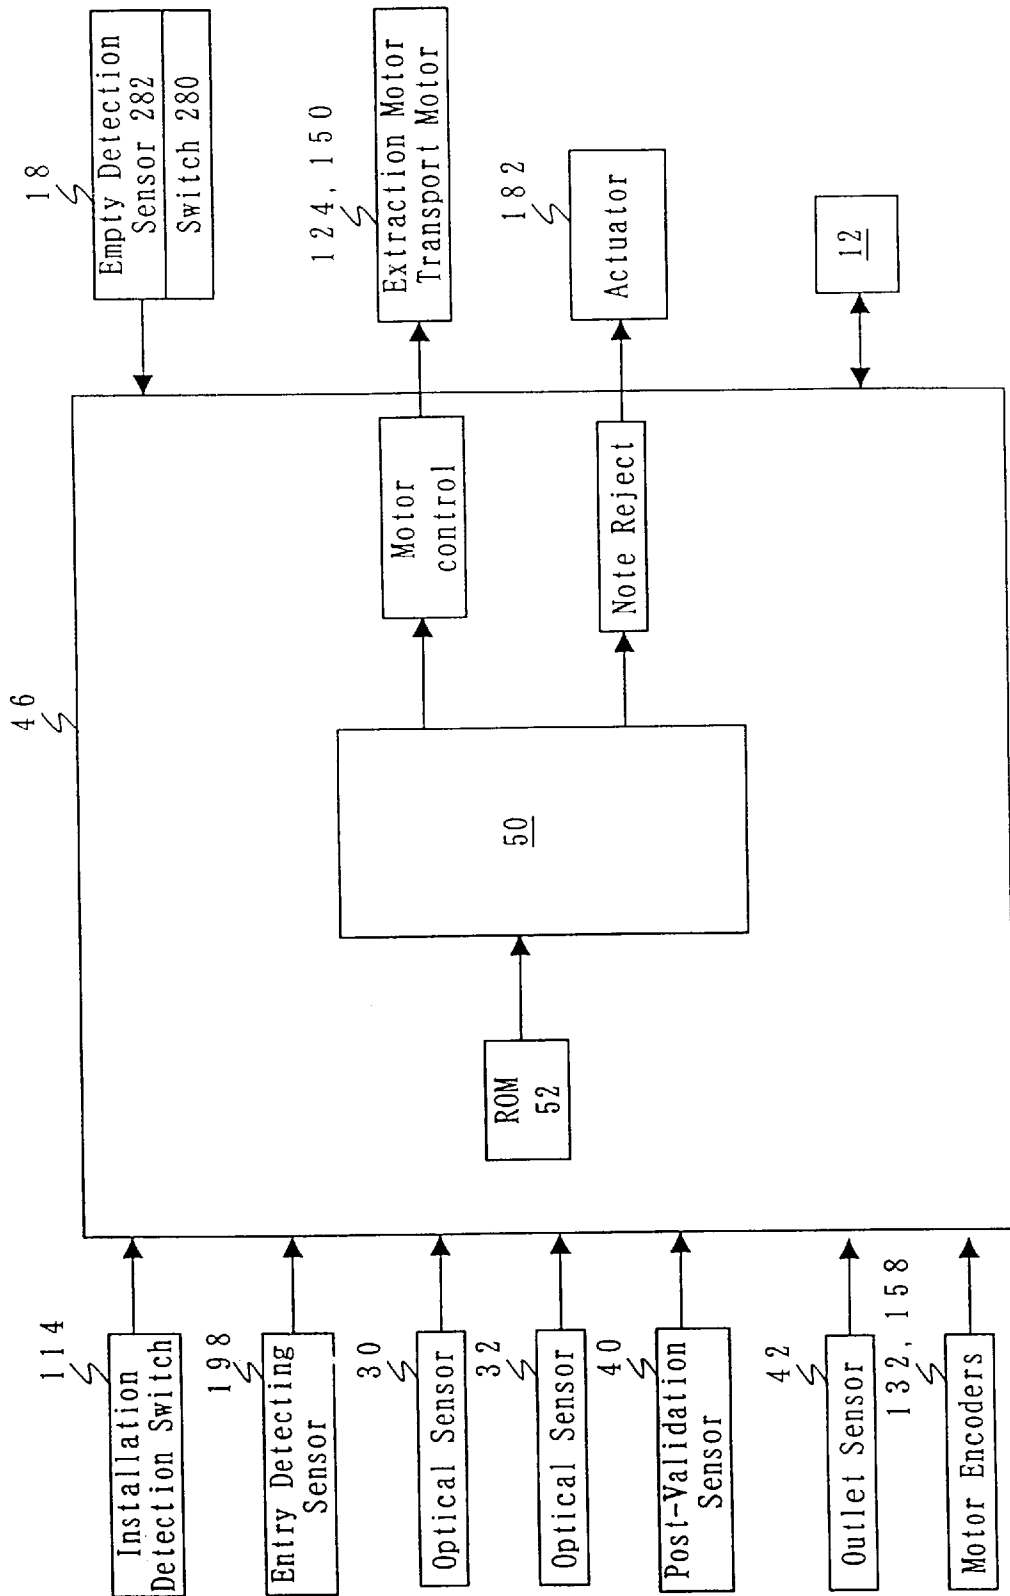 114
Installation
Detection Switch
198
Entry Detecting
Sensor
30
Optical Sensor
32
Optical Sensor
40
Post-Validation
Sensor
42
Outlet Sensor
132, 158
Motor Encoders
46
ROM
52
50
Motor
control
Note Reject
18
Empty Detection
Sensor 282
Switch 280
124, 150
Extraction Motor
Transport Motor
182
Actuator
12